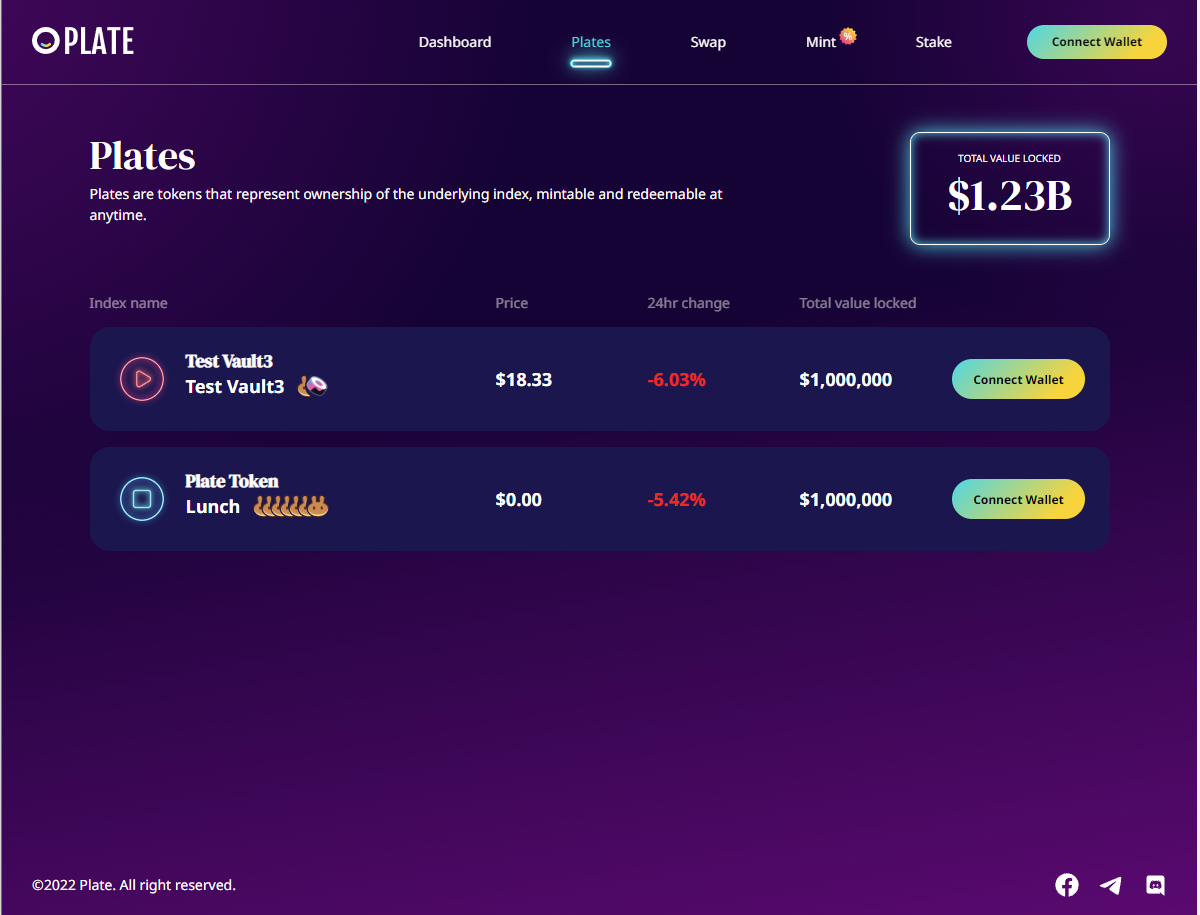 PLATE
Dashboard
Plates
Swap
Mint %
Stake
Connect Wallet
Plates
Plates are tokens that represent ownership of the underlying index, mintable and redeemable at
anytime.
TOTAL VALUE LOCKED
$1.23B
Index name
Price
24hr change
Total value locked
Test Vault3
Test Vault3
$18.33
-6.03%
$1,000,000
Connect Wallet
Plate Token
Lunch
$0.00
-5.42%
$1,000,000
Connect Wallet
©2022 Plate. All right reserved.